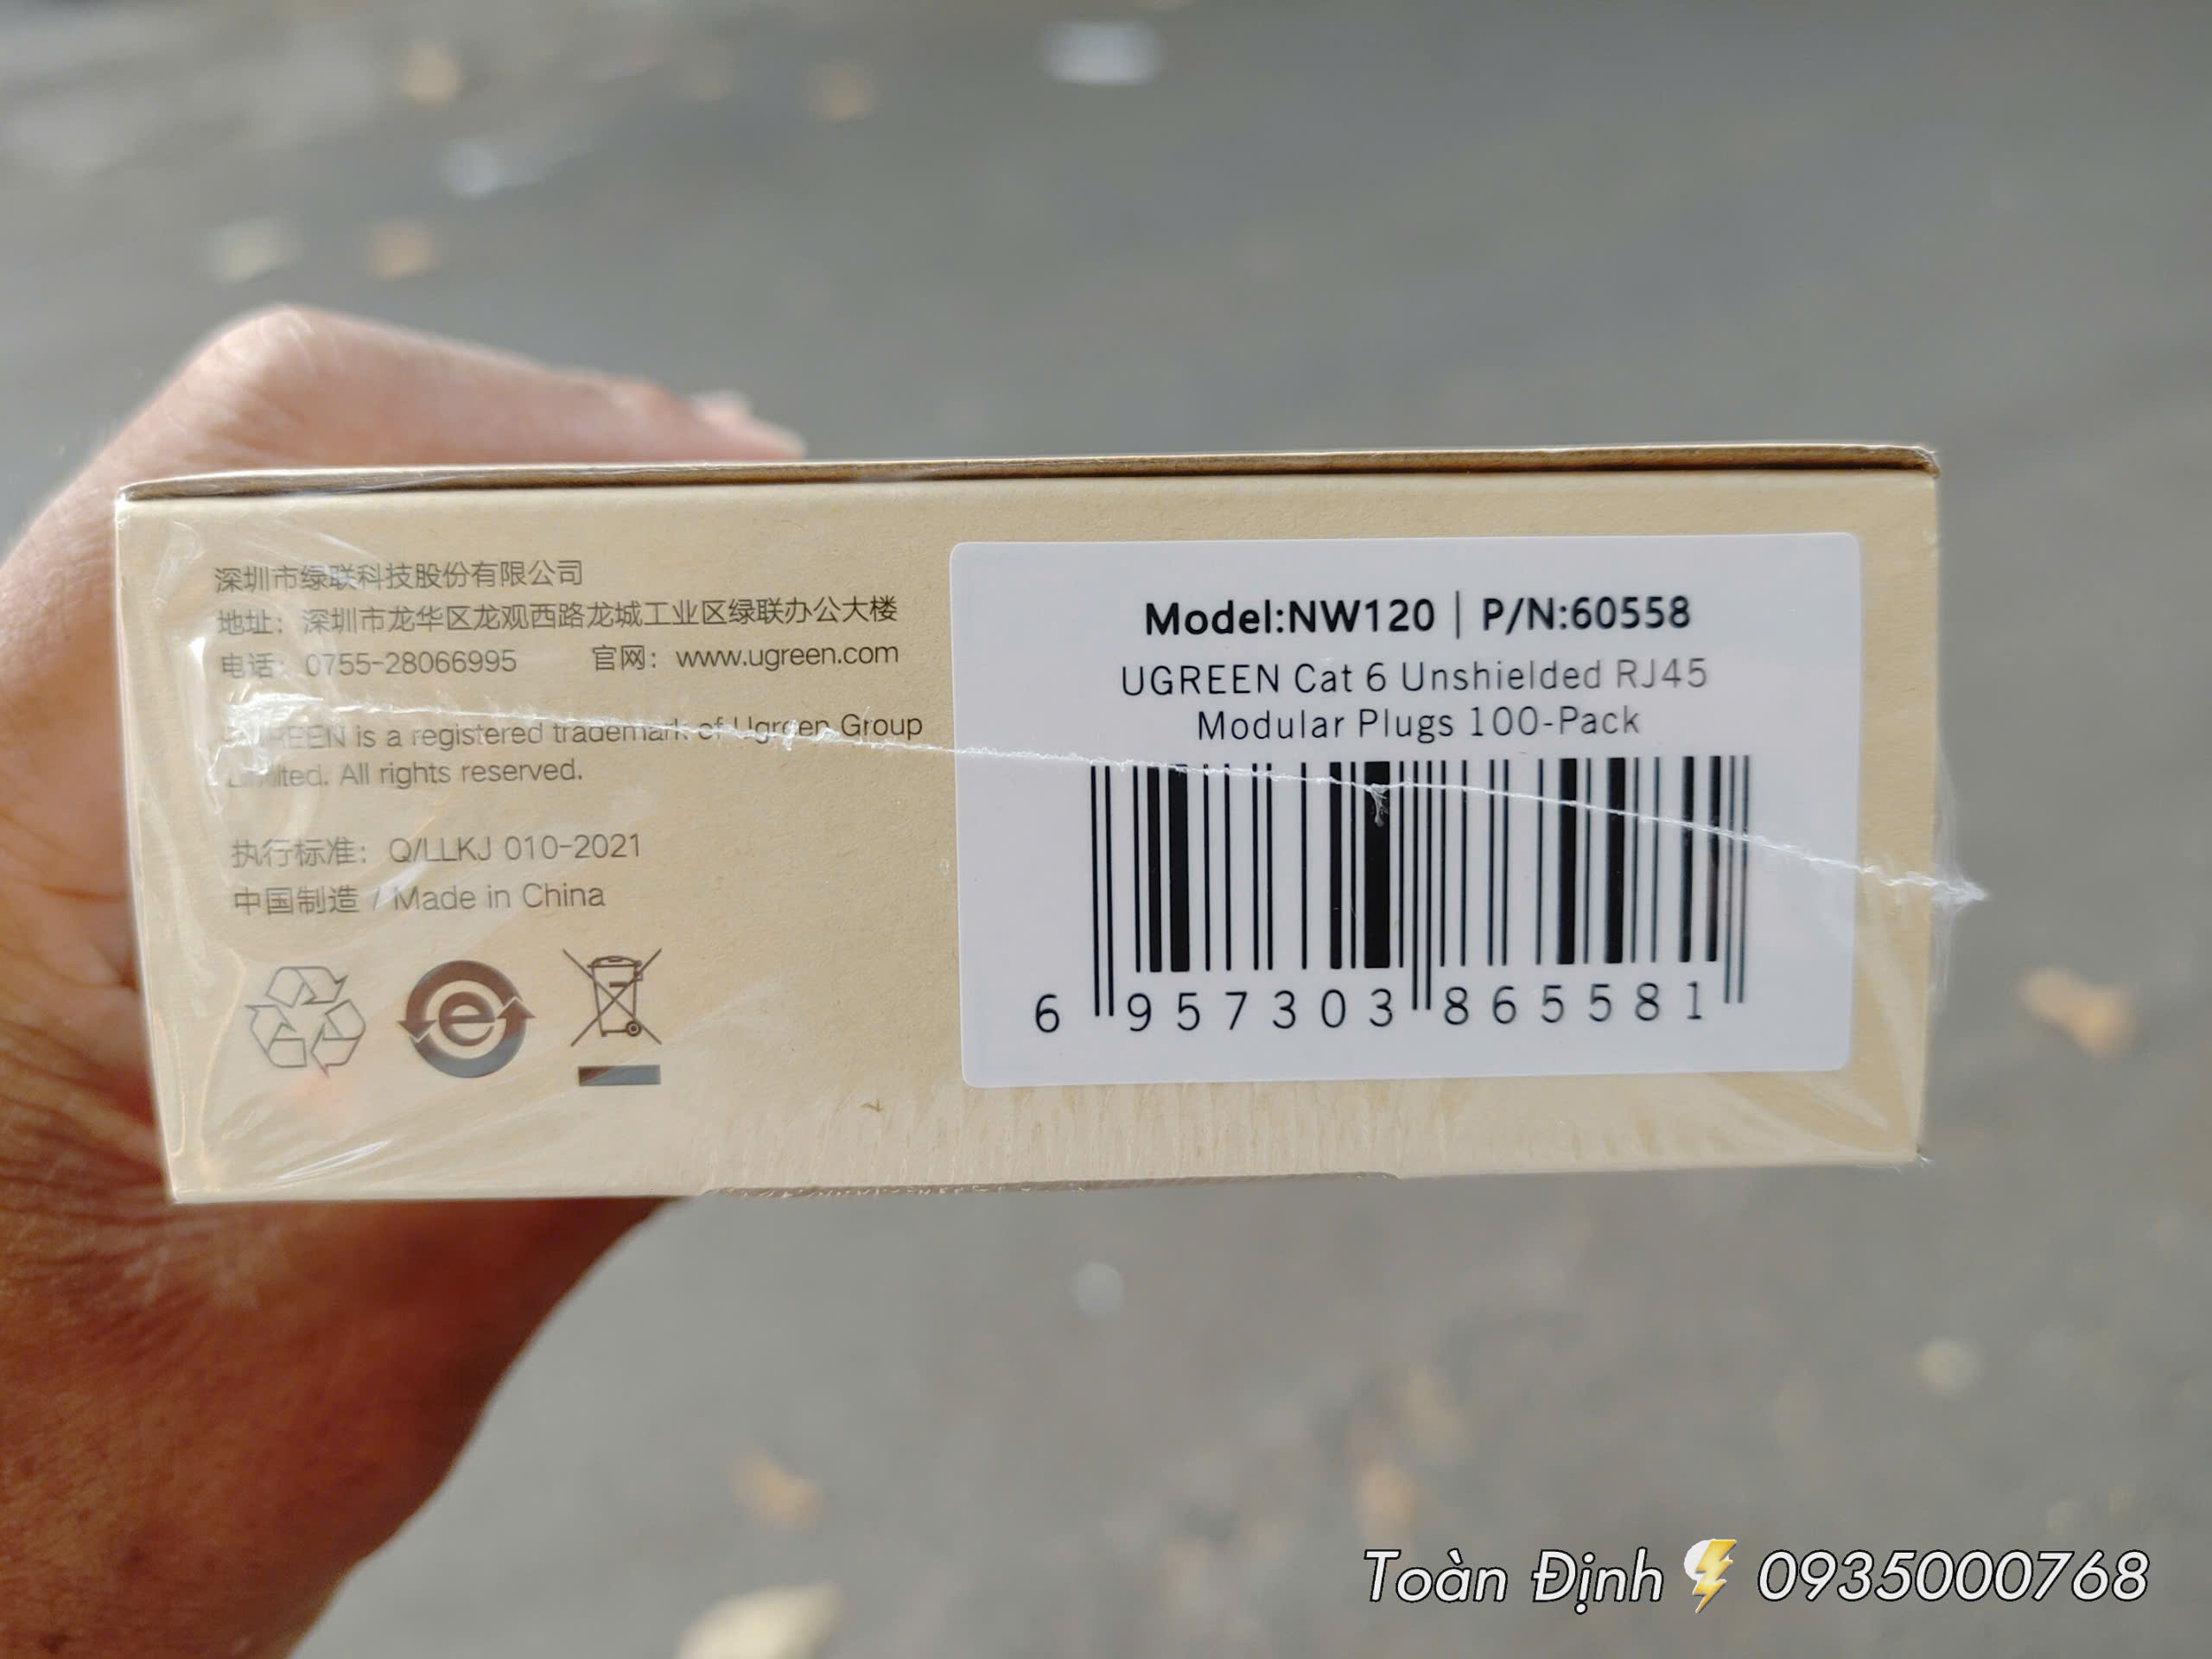 深圳市绿联科技股份有限公司
地址：深圳市龙华区龙观西路龙城工业区绿联办公大楼
电话：0755-28066995 官网：www.ugreen.com
UGREEN is a registered trademark of Ugreen Group
Limited. All rights reserved.
执行标准：Q/LLKJ 010-2021
中国制造 / Made in China
Model:NW120 | P/N:60558
UGREEN Cat 6 Unshielded RJ45
Modular Plugs 100-Pack
6 957303 865581
Toàn Định⚡0935000768